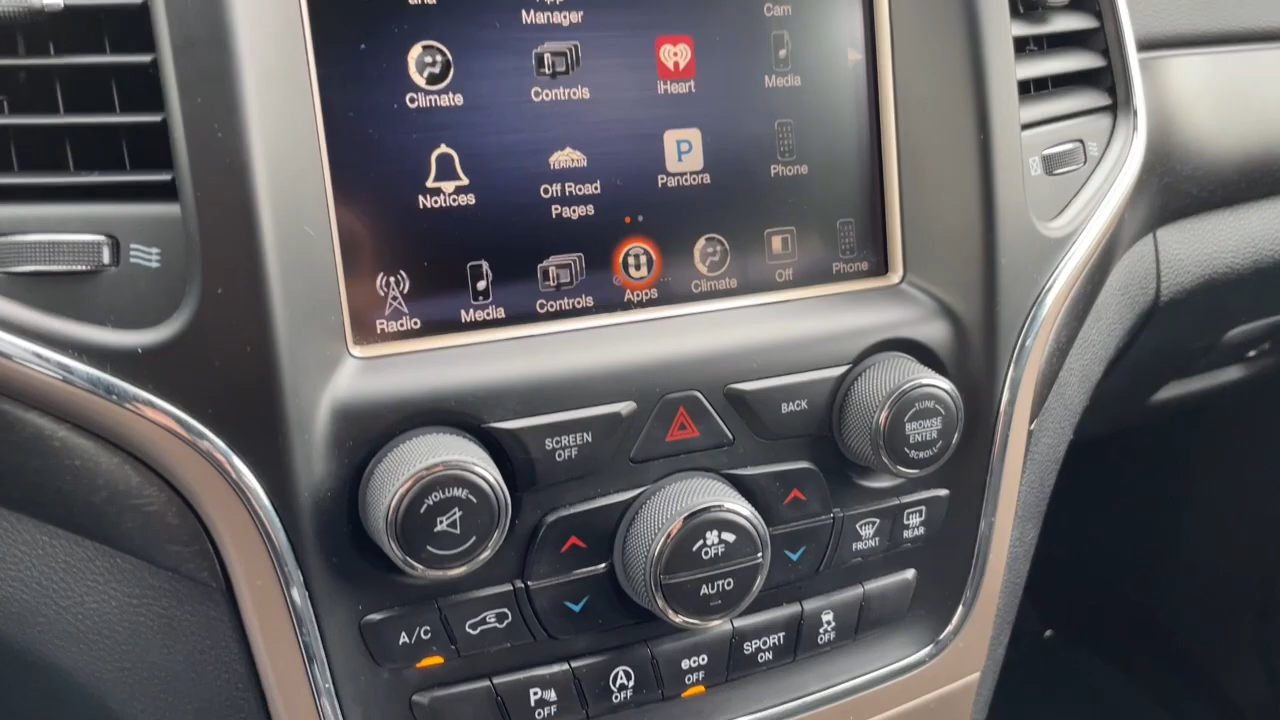 Manager
Cam
Climate
Controls
iHeart
Media
Notices
TERRAIN
Off Road
Pages
P
Pandora
Phone
Radio
Media
Controls
U
Apps
Climate
Off
Phone
SCREEN
OFF
BACK
TUNE
BROWSE
ENTER
SCROLL
VOLUME
OFF
AUTO
FRONT
REAR
A/C
P
OFF
A
OFF
eco
OFF
SPORT
ON
OFF